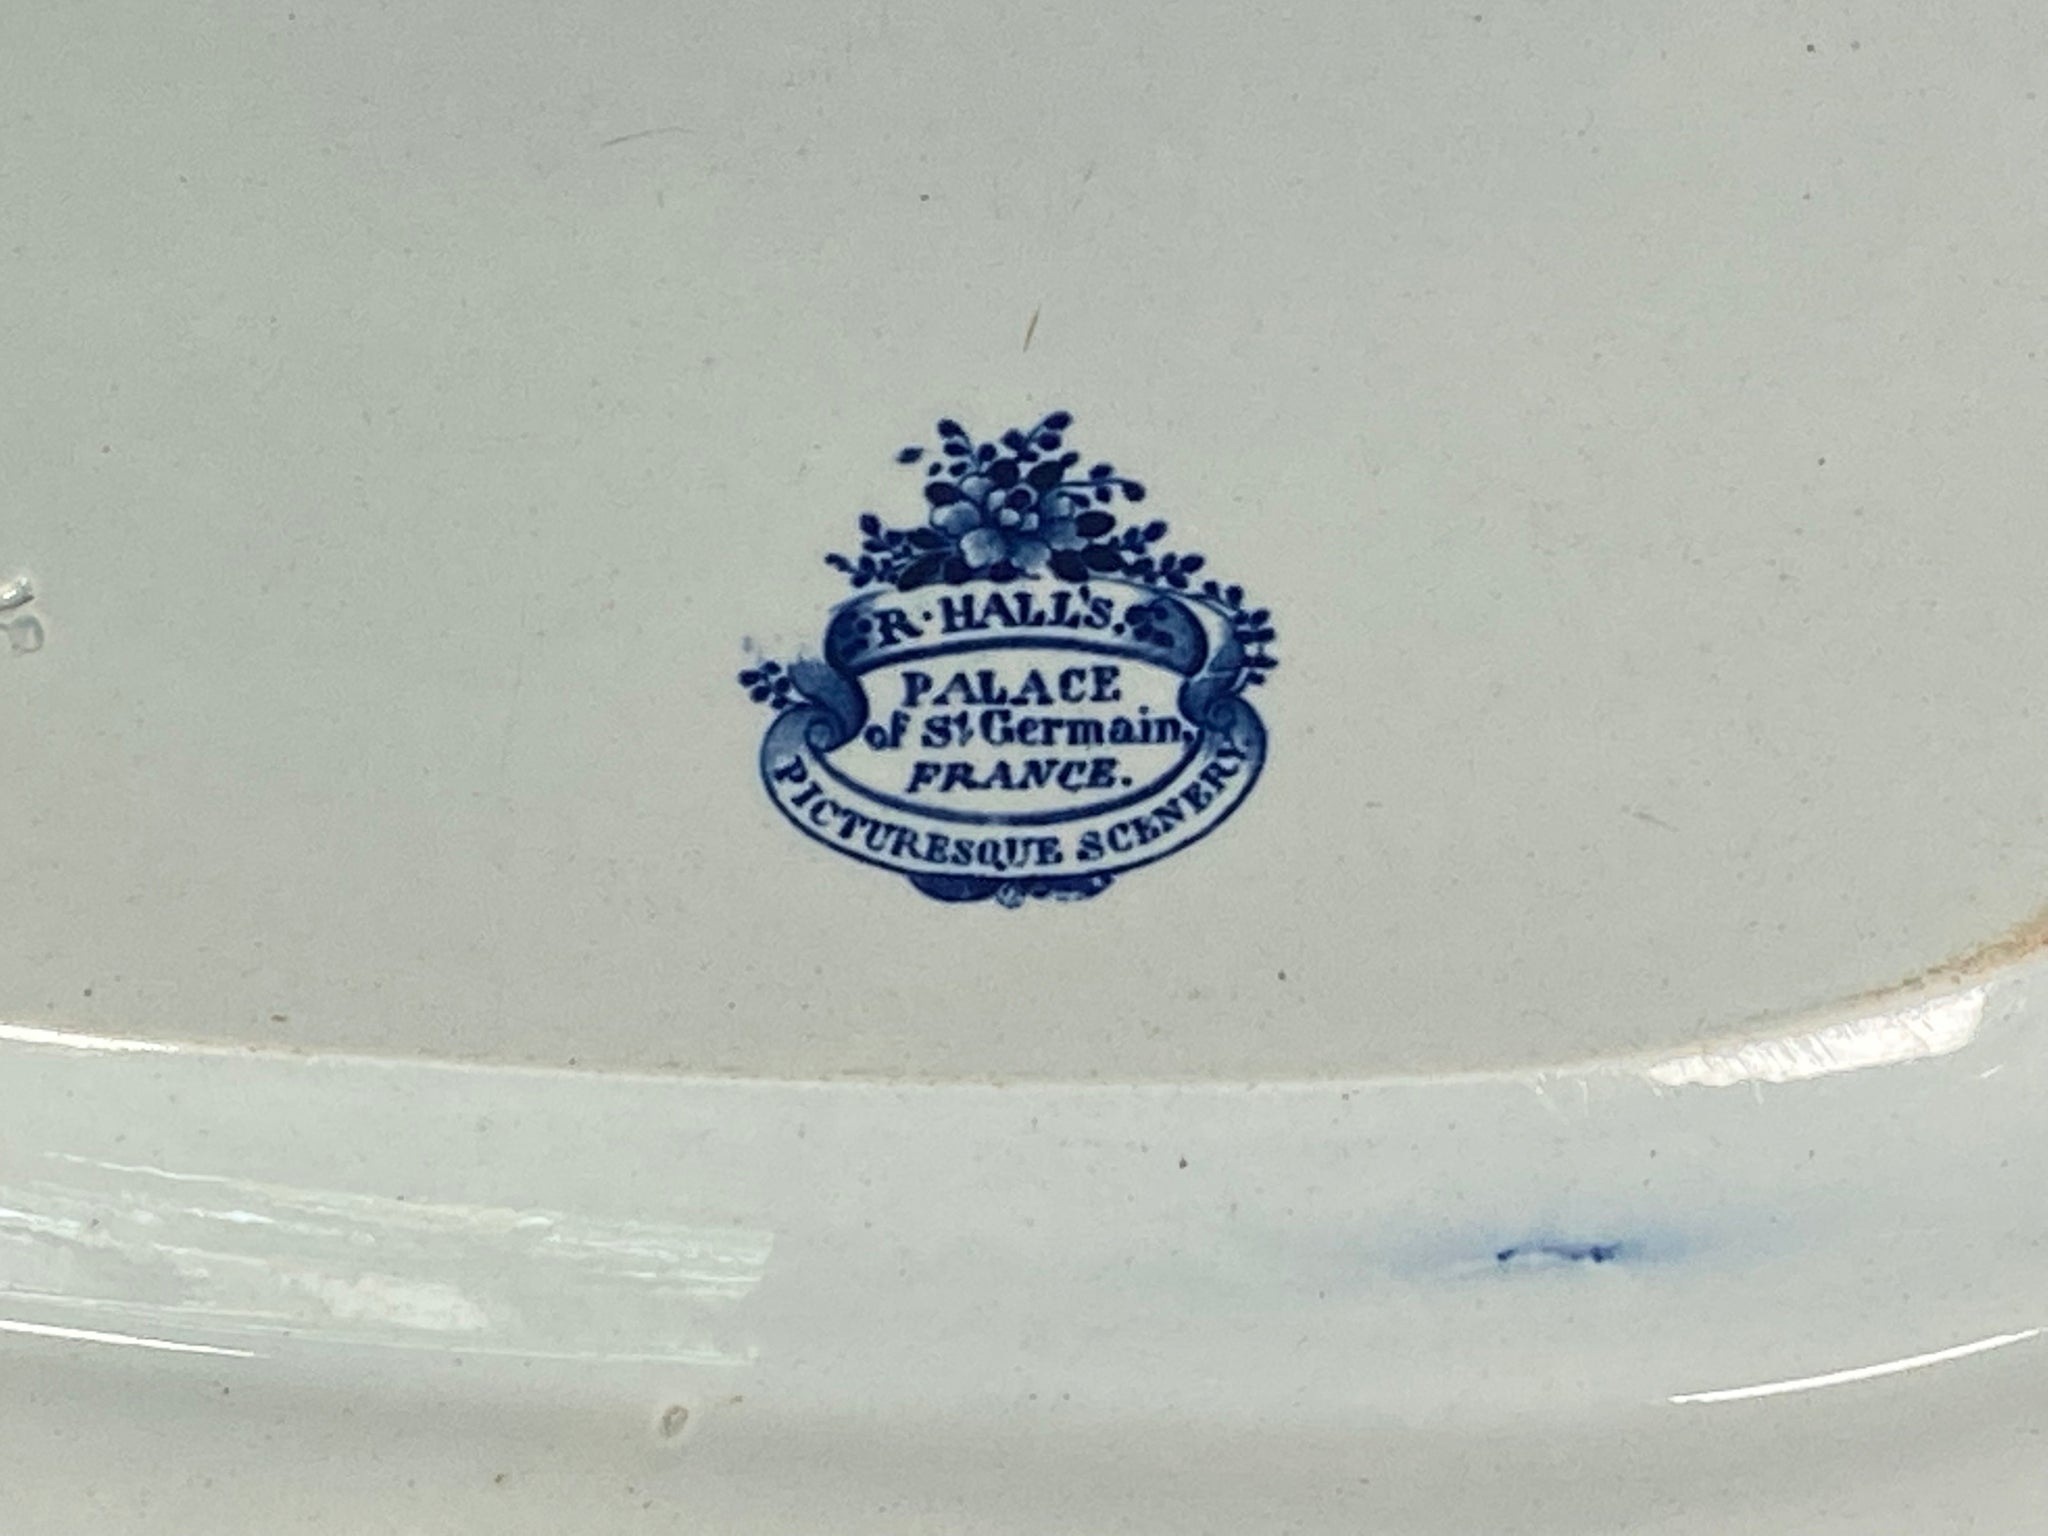 R. HALL'S.
PALACE
of St. Germain,
FRANCE.
PICTURESQUE SCENERY.